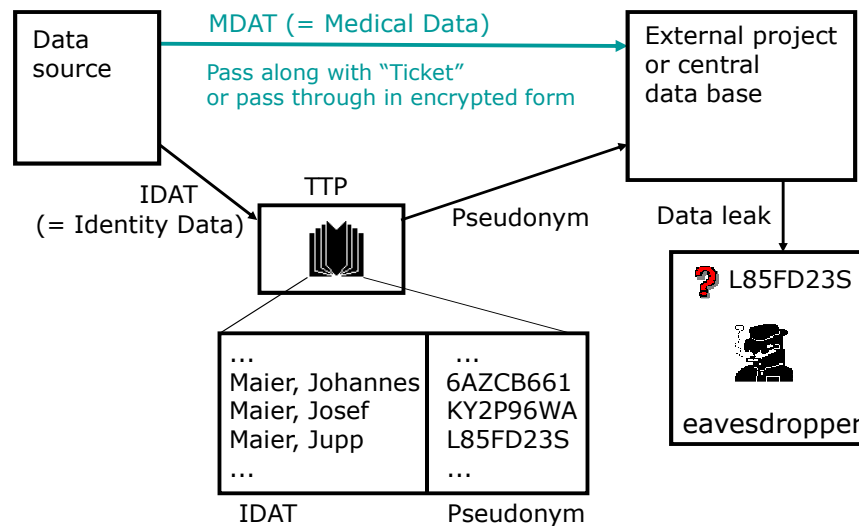 Data
source
MDAT (= Medical Data)
Pass along with “Ticket”
or pass through in encrypted form
External project
or central
data base
IDAT
(= Identity Data)
TTP
Pseudonym
Data leak
? L85FD23S
eavesdropper
... ...
Maier, Johannes 6AZCB661
Maier, Josef KY2P96WA
Maier, Jupp L85FD23S
... ...
IDAT Pseudonym